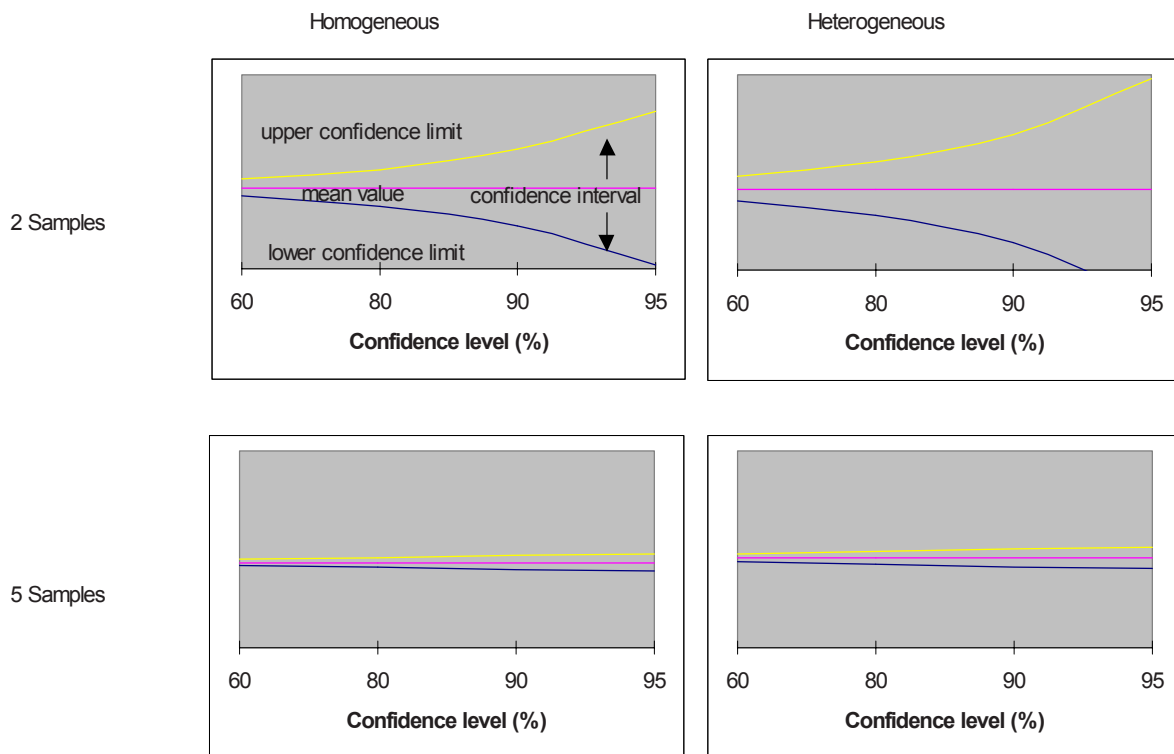 Homogeneous
Heterogeneous
2 Samples
upper confidence limit
mean value
confidence interval
lower confidence limit
60 80 90 95
Confidence level (%)
60 80 90 95
Confidence level (%)
5 Samples
60 80 90 95
Confidence level (%)
60 80 90 95
Confidence level (%)